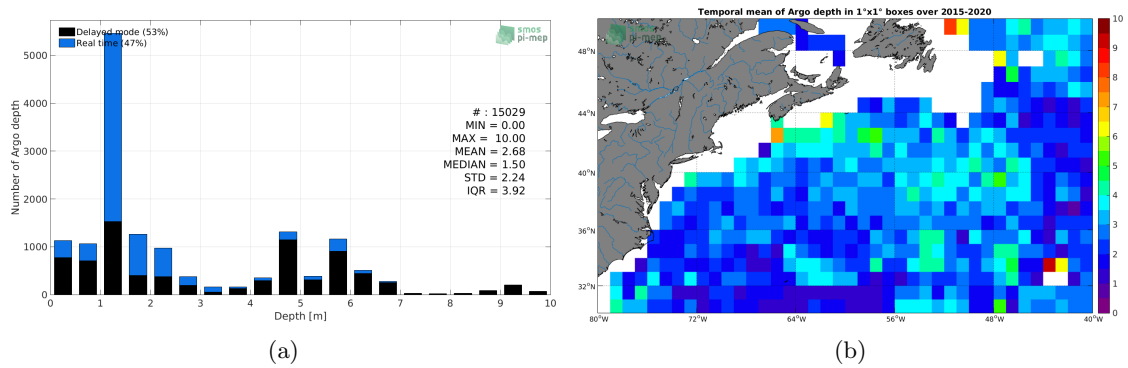 Delayed mode (53%)
Real time (47%)
smos
pi-mep
# : 15029
MIN = 0.00
MAX = 10.00
MEAN = 2.68
MEDIAN = 1.50
STD = 2.24
IQR = 3.92
Number of Argo depth
5000
4000
3000
2000
1000
0
0 1 2 3 4 5 6 7 8 9 10
Depth [m]
(a)
Temporal mean of Argo depth in 1°x1° boxes over 2015-2020
smos
pi-mep
48°N
44°N
40°N
36°N
32°N
80°W 72°W 64°W 56°W 48°W 40°W
10
9
8
7
6
5
4
3
2
1
0
(b)